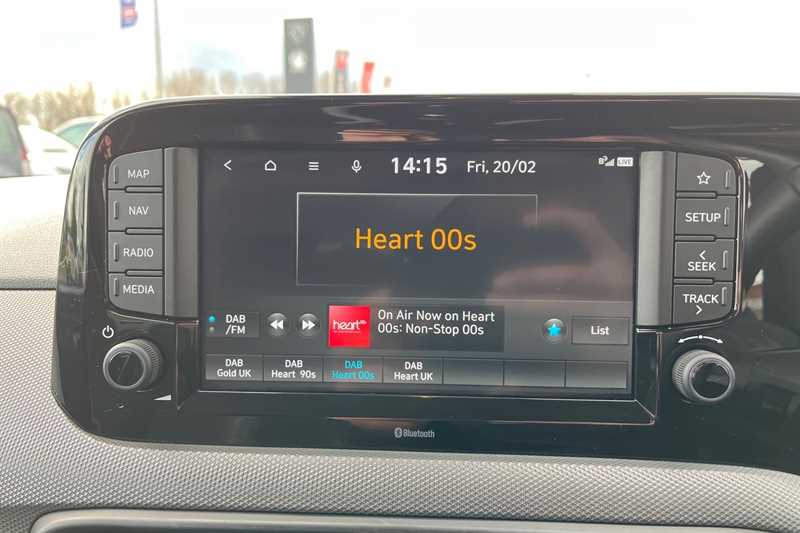 MAP
NAV
RADIO
MEDIA
14:15 Fri, 20/02
LIVE
Heart 00s
DAB
/FM
heart
On Air Now on Heart
00s: Non-Stop 00s
List
DAB
Gold UK
DAB
Heart 90s
DAB
Heart 00s
DAB
Heart UK
SETUP
SEEK
TRACK
Bluetooth